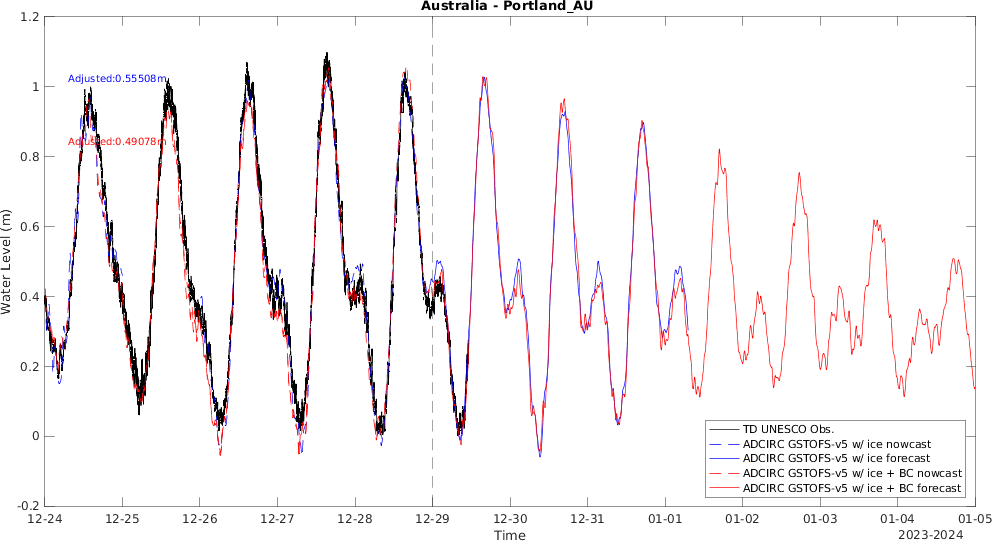 Australia - Portland_AU
Water Level (m)
1.2
1
0.8
0.6
0.4
0.2
0
-0.2
Adjusted:0.55508m
Adjusted:0.49078m
TD UNESCO Obs.
ADCIRC GSTOFS-v5 w/ ice nowcast
ADCIRC GSTOFS-v5 w/ ice forecast
ADCIRC GSTOFS-v5 w/ ice + BC nowcast
ADCIRC GSTOFS-v5 w/ ice + BC forecast
12-24 12-25 12-26 12-27 12-28 12-29 12-30 12-31 01-01 01-02 01-03 01-04 01-05
Time
2023-2024